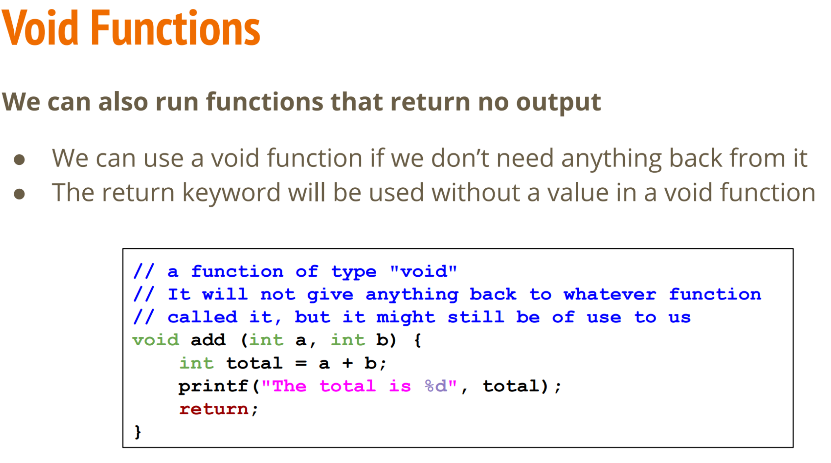 Void Functions
We can also run functions that return no output
● We can use a void function if we don’t need anything back from it
● The return keyword will be used without a value in a void function
// a function of type "void"
// It will not give anything back to whatever function
// called it, but it might still be of use to us
void add (int a, int b) {
    int total = a + b;
    printf("The total is %d", total);
    return;
}